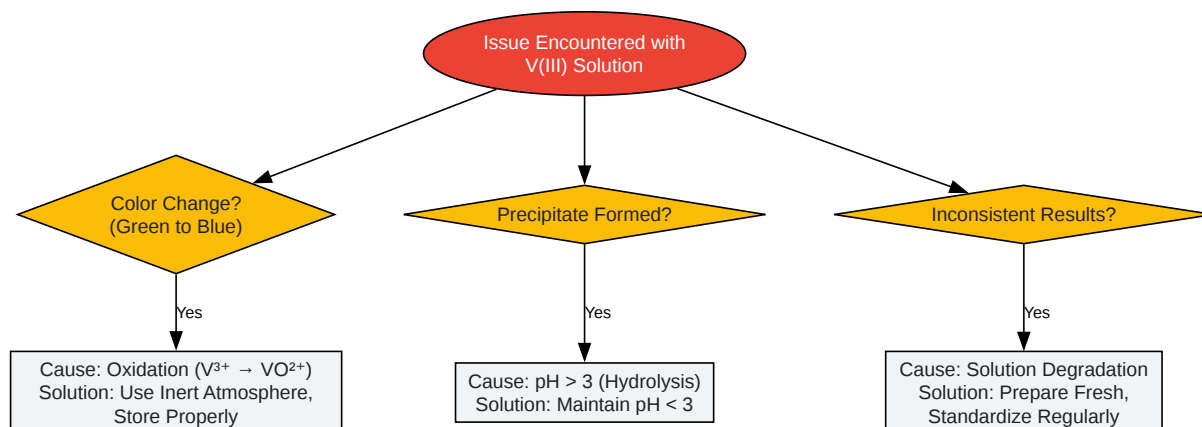 Issue Encountered with
V(III) Solution
Color Change?
(Green to Blue)
Precipitate Formed?
Inconsistent Results?
Yes
Yes
Yes
Cause: Oxidation (V³⁺ → VO²⁺)
Solution: Use Inert Atmosphere,
Store Properly
Cause: pH > 3 (Hydrolysis)
Solution: Maintain pH < 3
Cause: Solution Degradation
Solution: Prepare Fresh,
Standardize Regularly